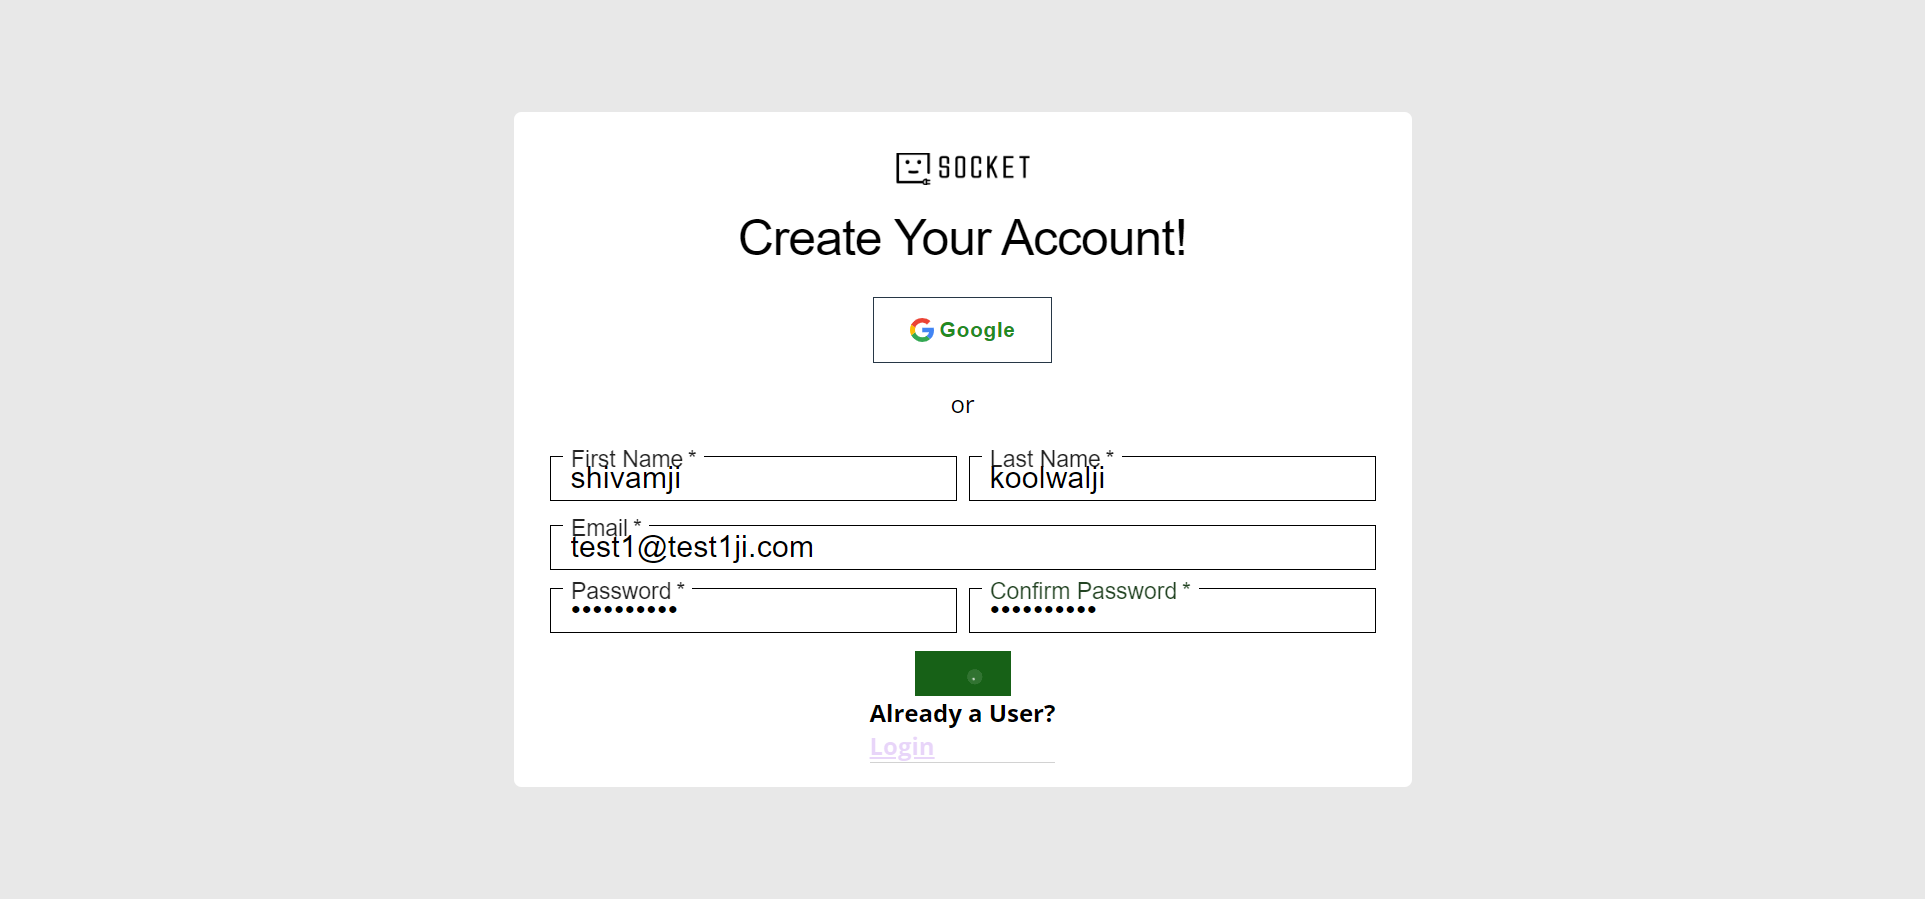 SOCKET
Create Your Account!
Google
or
First Name * Last Name *
shivamji koolwalji
Email *
test1@test1ji.com
Password * Confirm Password *
•••••••••• ••••••••••
Already a User?
Login